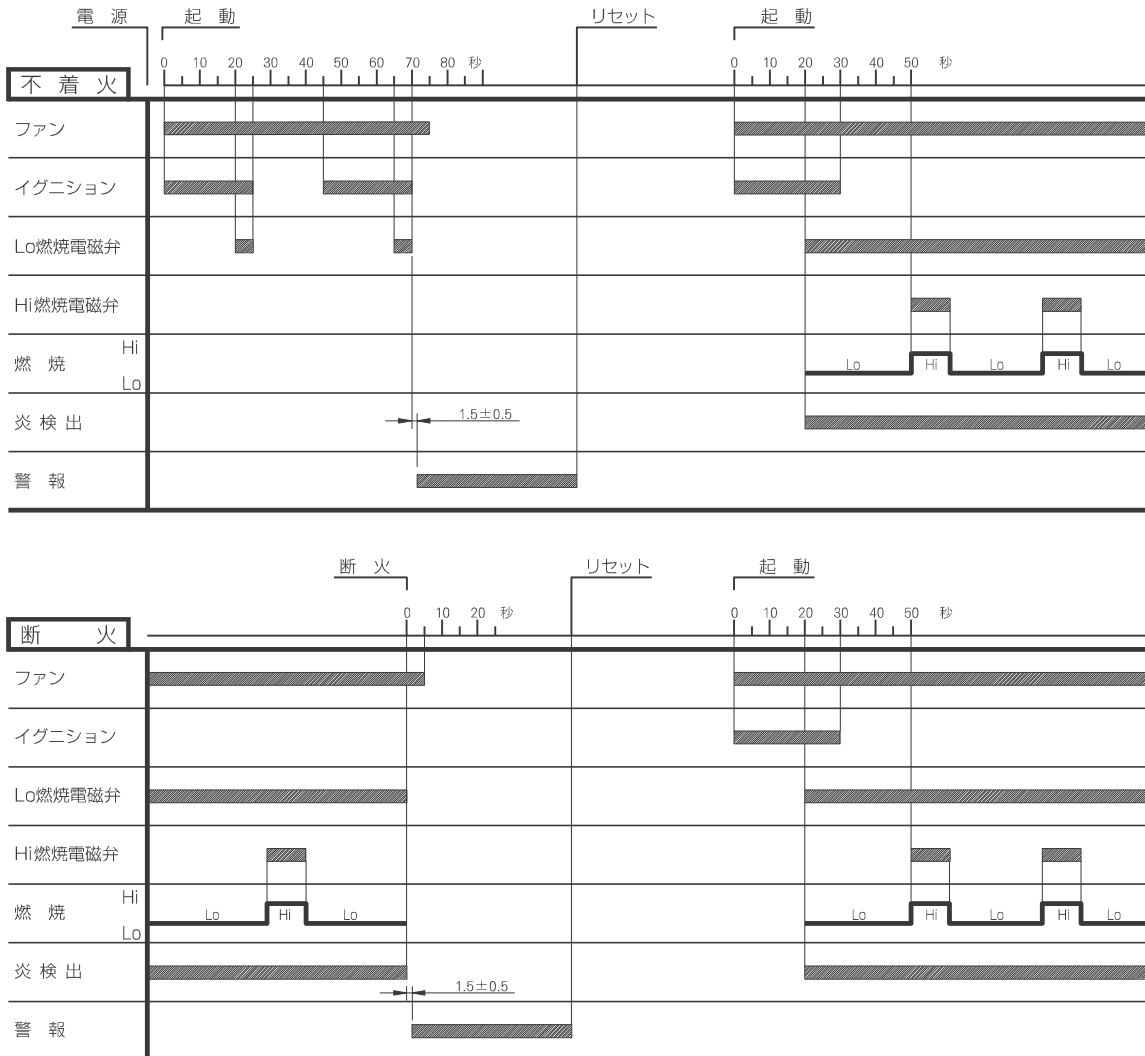 電源 起動 リセット 起動
0 10 20 30 40 50 60 70 80 秒 0 10 20 30 40 50 秒
不着火
ファン
イグニション
Lo燃焼電磁弁
Hi燃焼電磁弁
燃焼 Hi Lo
Lo Hi Lo Hi Lo
炎検出 1.5±0.5
警報
断火 リセット 起動
0 10 20 秒 0 10 20 30 40 50 秒
断火
ファン
イグニション
Lo燃焼電磁弁
Hi燃焼電磁弁
燃焼 Hi Lo
Lo Hi Lo Lo Hi Lo Hi Lo
炎検出
1.5±0.5
警報